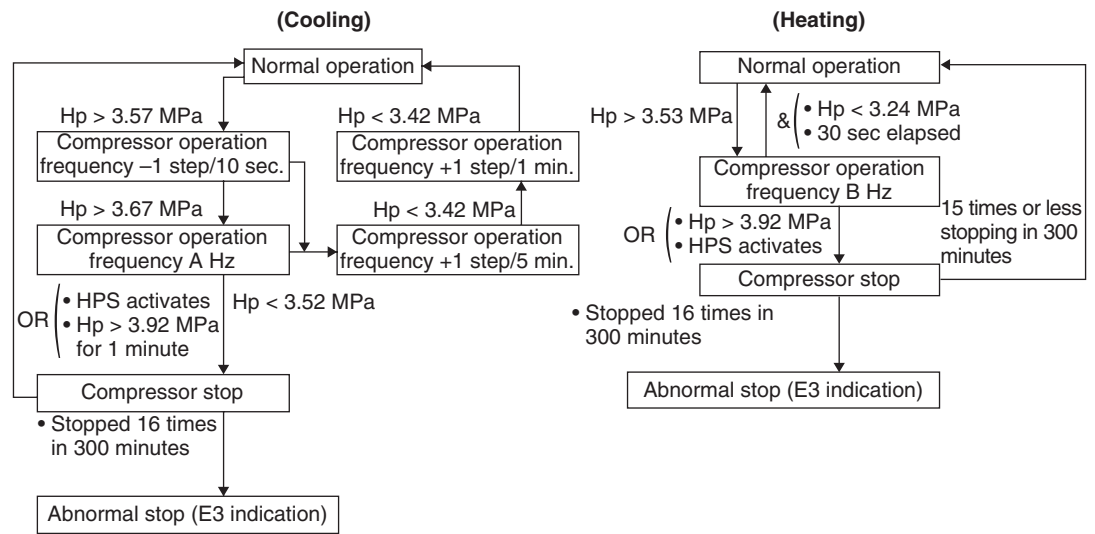 (Cooling)
Normal operation
Hp > 3.57 MPa
Hp < 3.42 MPa
Compressor operation
frequency –1 step/10 sec.
Compressor operation
frequency +1 step/1 min.
Hp > 3.67 MPa
Hp < 3.42 MPa
Compressor operation
frequency A Hz
Compressor operation
frequency +1 step/5 min.
OR
• HPS activates
• Hp > 3.92 MPa
for 1 minute
Hp < 3.52 MPa
Compressor stop
• Stopped 16 times
in 300 minutes
Abnormal stop (E3 indication)
(Heating)
Normal operation
Hp > 3.53 MPa
&
• Hp < 3.24 MPa
• 30 sec elapsed
Compressor operation
frequency B Hz
OR
• Hp > 3.92 MPa
• HPS activates
15 times or less
stopping in 300
minutes
Compressor stop
• Stopped 16 times in
300 minutes
Abnormal stop (E3 indication)